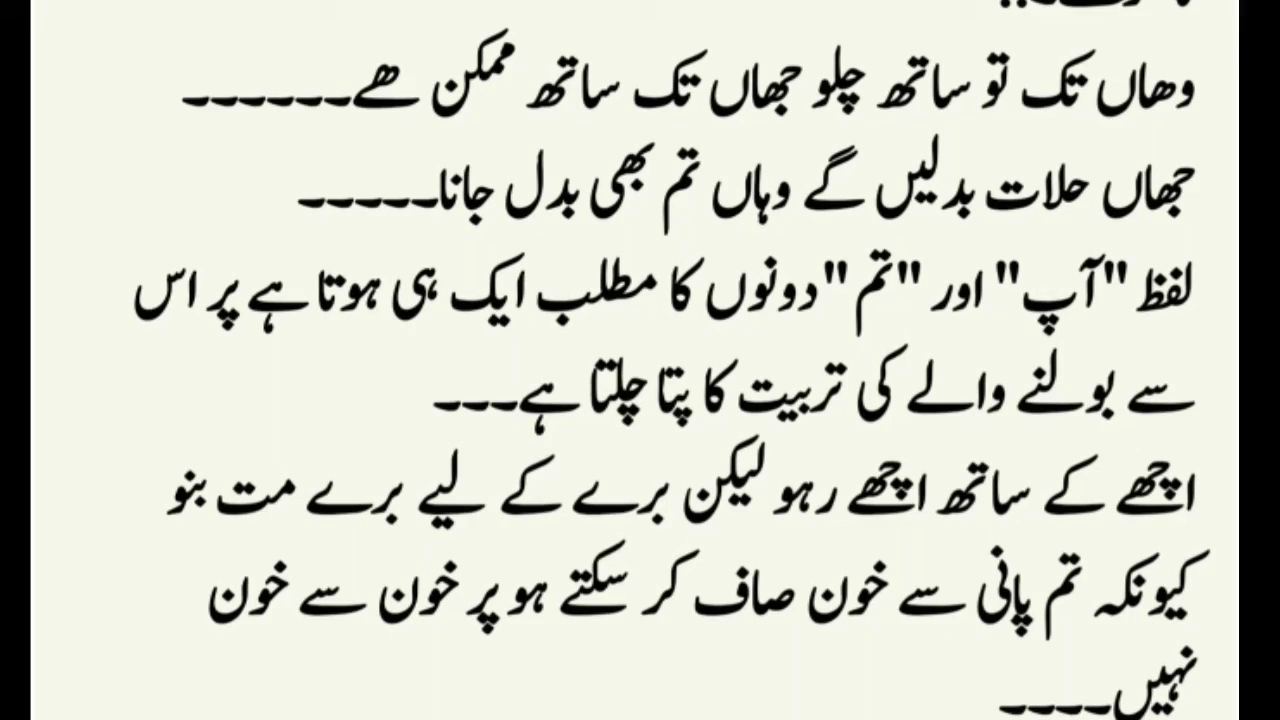 وھاں تک تو ساتھ چلو جھاں تک ساتھ ممکن ھے------
جھاں حلات بدلیں گے وہاں تم بھی بدل جانا-----
لفظ "آپ" اور "تم" دونوں کا مطلب ایک ہی ہوتا ہے پر اس
سے بولنے والے کی تربیت کا پتا چلتا ہے---
اچھے کے ساتھ اچھے رہو لیکن برے کے لیے برے مت بنو
کیونکہ تم پانی سے خون صاف کر سکتے ہو پر خون سے خون
نہیں----